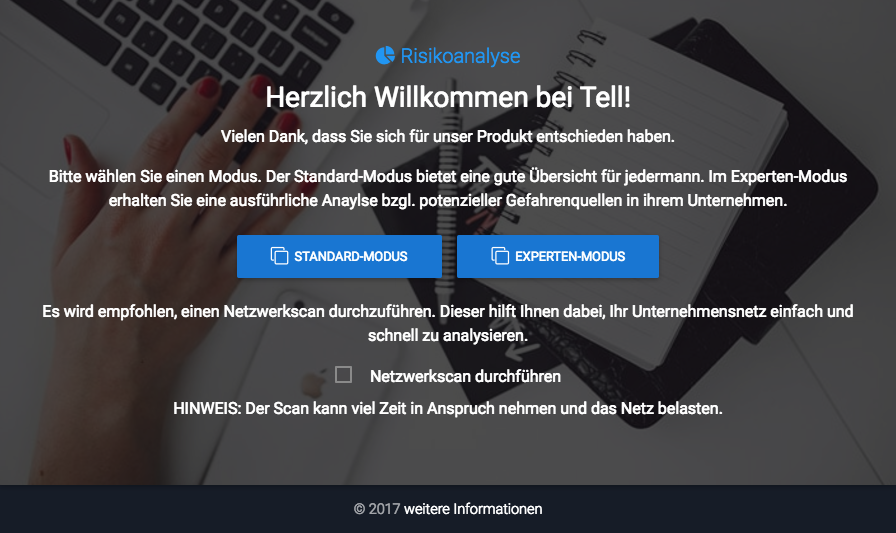 Risikoanalyse
Herzlich Willkommen bei Tell!
Vielen Dank, dass Sie sich für unser Produkt entschieden haben.
Bitte wählen Sie einen Modus. Der Standard-Modus bietet eine gute Übersicht für jedermann. Im Experten-Modus
erhalten Sie eine ausführliche Anaylse bzgl. potenzieller Gefahrenquellen in ihrem Unternehmen.
STANDARD-MODUS
EXPERTEN-MODUS
Es wird empfohlen, einen Netzwerkscan durchzuführen. Dieser hilft Ihnen dabei, Ihr Unternehmensnetz einfach und
schnell zu analysieren.
Netzwerkscan durchführen
HINWEIS: Der Scan kann viel Zeit in Anspruch nehmen und das Netz belasten.
© 2017 weitere Informationen